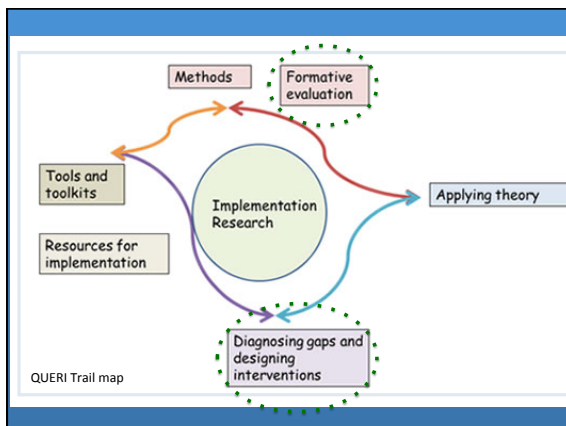 Methods
Formative
evaluation
Tools and
toolkits
Implementation
Research
Applying theory
Resources for
implementation
Diagnosing gaps and
designing
interventions
QUERI Trail map